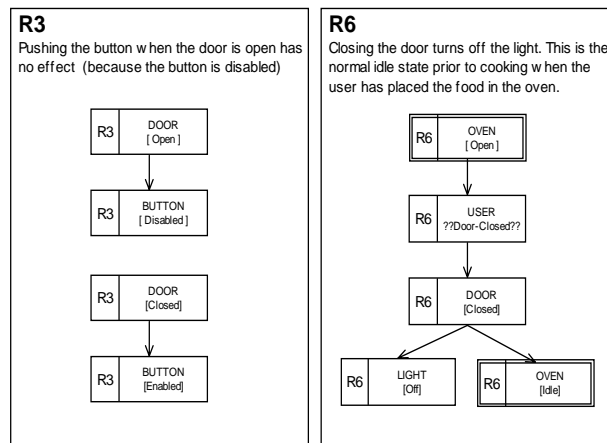 R3
Pushing the button when the door is open has
no effect (because the button is disabled)
R3
DOOR
[ Open ]
R3
BUTTON
[ Disabled ]
R3
DOOR
[Closed]
R3
BUTTON
[Enabled]
R6
Closing the door turns off the light. This is the
normal idle state prior to cooking when the
user has placed the food in the oven.
R6
OVEN
[ Open ]
R6
USER
??Door-Closed??
R6
DOOR
[Closed]
R6
LIGHT
[Off]
R6
OVEN
[Idle]